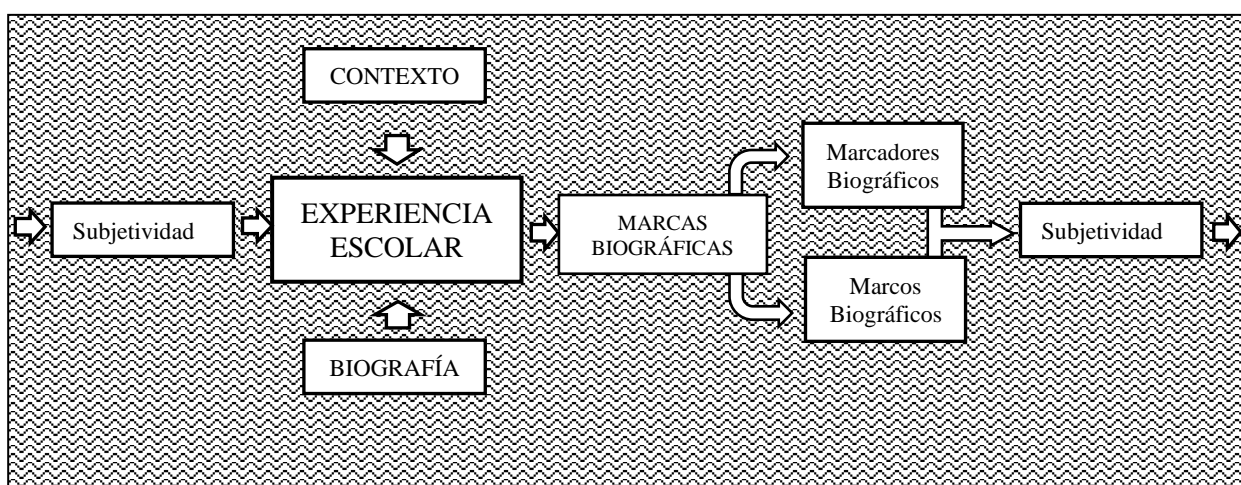 CONTEXTO
Subjetividad
EXPERIENCIA
ESCOLAR
BIOGRAFÍA
MARCAS
BIOGRÁFICAS
Marcadores
Biográficos
Marcos
Biográficos
Subjetividad